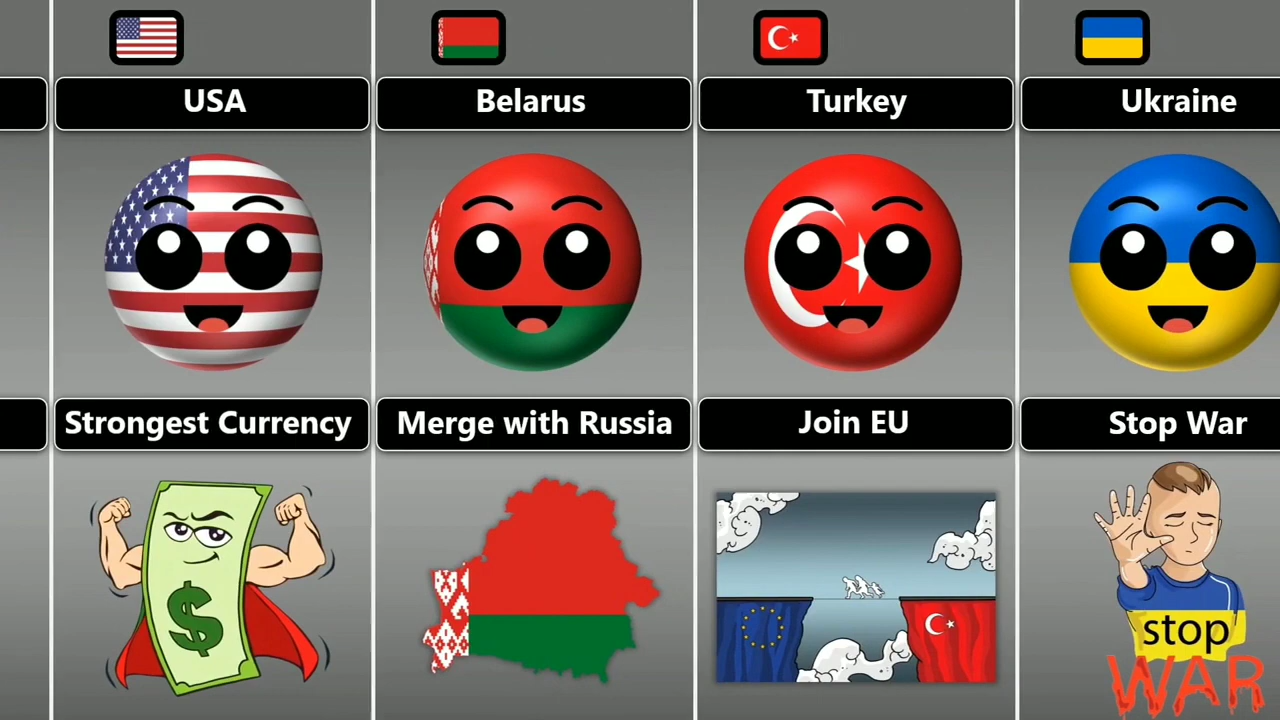 USA
Belarus
Turkey
Ukraine
Strongest Currency
Merge with Russia
Join EU
Stop War
$
stop
WAR